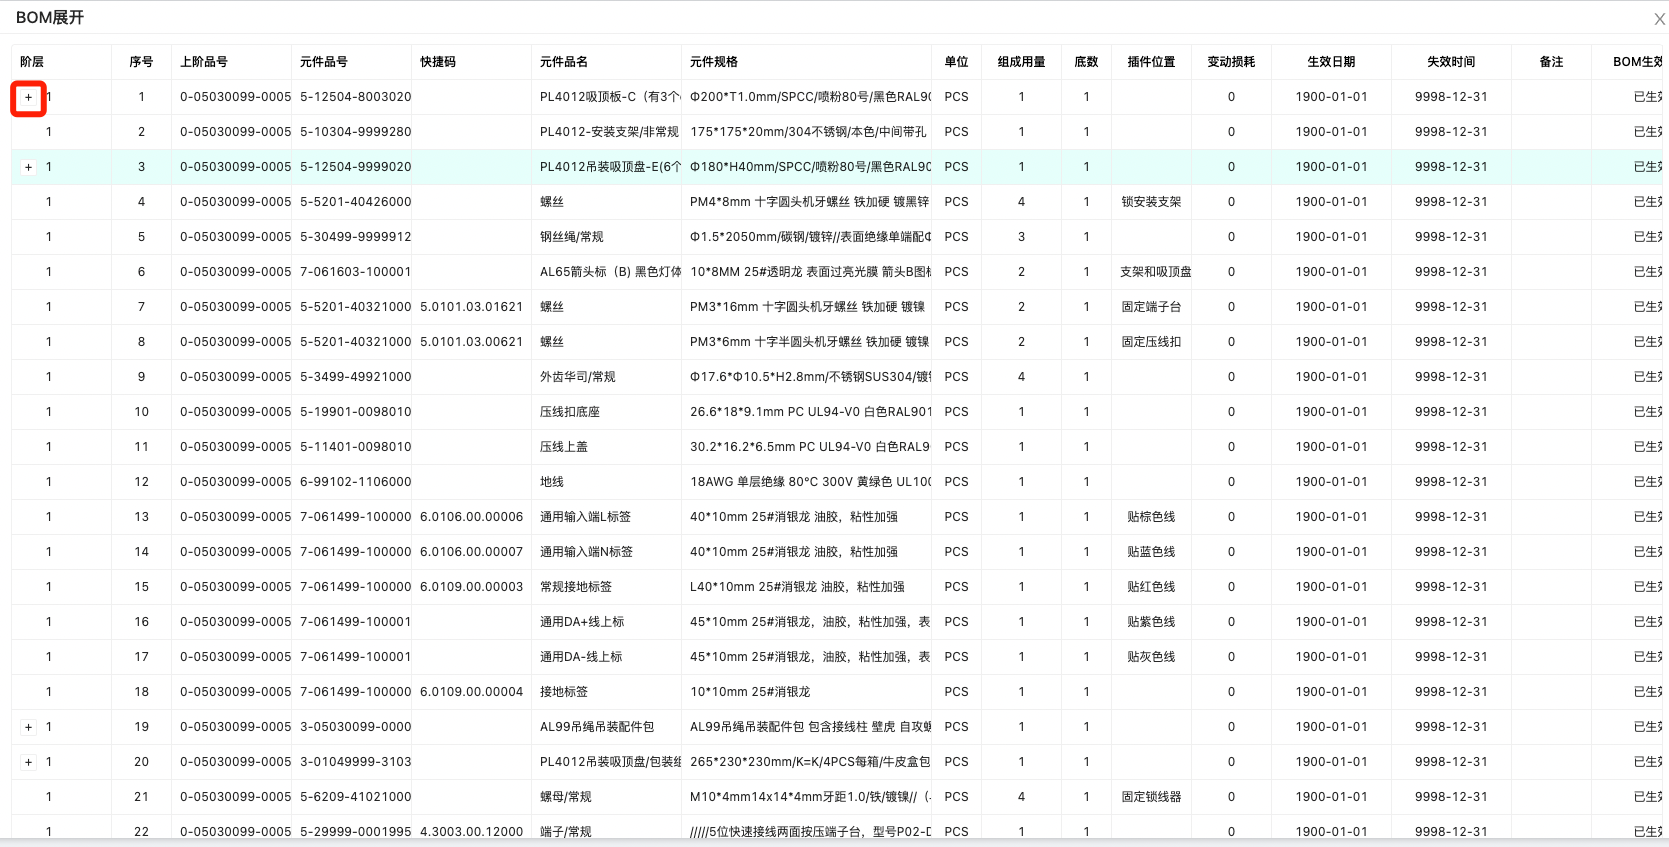 BOM展开 X
阶层 序号 上阶品号 元件品号 快捷码 元件品名 元件规格 单位 组成用量 底数 插件位置 变动损耗 生效日期 失效时间 备注 BOM生效
+ 1 1 0-05030099-0005 5-12504-8003020 PL4012吸顶板-C（有3个 Φ200*T1.0mm/SPCC/喷粉80号/黑色RAL90 PCS 1 1 0 1900-01-01 9998-12-31 已生效
1 2 0-05030099-0005 5-10304-9999280 PL4012-安装支架/非常规 175*175*20mm/304不锈钢/本色/中间带孔 PCS 1 1 0 1900-01-01 9998-12-31 已生效
+ 1 3 0-05030099-0005 5-12504-9999020 PL4012吊装吸顶盘-E(6个 Φ180*H40mm/SPCC/喷粉80号/黑色RAL90 PCS 1 1 0 1900-01-01 9998-12-31 已生效
1 4 0-05030099-0005 5-5201-40426000 螺丝 PM4*8mm 十字圆头机牙螺丝 铁加硬 镀黑锌 PCS 4 1 锁安装支架 0 1900-01-01 9998-12-31 已生效
1 5 0-05030099-0005 5-30499-9999912 钢丝绳/常规 Φ1.5*2050mm/碳钢/镀锌//表面绝缘单端配Φ PCS 3 1 0 1900-01-01 9998-12-31 已生效
1 6 0-05030099-0005 7-061603-100001 AL65箭头标（B) 黑色灯体 10*8MM 25#透明龙 表面过亮光膜 箭头B图标 PCS 2 1 支架和吸顶盘 0 1900-01-01 9998-12-31 已生效
1 7 0-05030099-0005 5-5201-40321000 5.0101.03.01621 螺丝 PM3*16mm 十字圆头机牙螺丝 铁加硬 镀镍 PCS 2 1 固定端子台 0 1900-01-01 9998-12-31 已生效
1 8 0-05030099-0005 5-5201-40321000 5.0101.03.00621 螺丝 PM3*6mm 十字半圆头机牙螺丝 铁加硬 镀镍 PCS 2 1 固定压线扣 0 1900-01-01 9998-12-31 已生效
1 9 0-05030099-0005 5-3499-49921000 外齿华司/常规 Φ17.6*Φ10.5*H2.8mm/不锈钢SUS304/镀镍 PCS 4 1 0 1900-01-01 9998-12-31 已生效
1 10 0-05030099-0005 5-19901-0098010 压线扣底座 26.6*18*9.1mm PC UL94-V0 白色RAL901 PCS 1 1 0 1900-01-01 9998-12-31 已生效
1 11 0-05030099-0005 5-11401-0098010 压线上盖 30.2*16.2*6.5mm PC UL94-V0 白色RAL9 PCS 1 1 0 1900-01-01 9998-12-31 已生效
1 12 0-05030099-0005 6-99102-1106000 地线 18AWG 单层绝缘 80°C 300V 黄绿色 UL100 PCS 1 1 0 1900-01-01 9998-12-31 已生效
1 13 0-05030099-0005 7-061499-100000 6.0106.00.00006 通用输入端L标签 40*10mm 25#消银龙 油胶，粘性加强 PCS 1 1 贴棕色线 0 1900-01-01 9998-12-31 已生效
1 14 0-05030099-0005 7-061499-100000 6.0106.00.00007 通用输入端N标签 40*10mm 25#消银龙 油胶，粘性加强 PCS 1 1 贴蓝色线 0 1900-01-01 9998-12-31 已生效
1 15 0-05030099-0005 7-061499-100000 6.0109.00.00003 常规接地标签 L40*10mm 25#消银龙 油胶，粘性加强 PCS 1 1 贴红色线 0 1900-01-01 9998-12-31 已生效
1 16 0-05030099-0005 7-061499-100001 通用DA+线上标 45*10mm 25#消银龙，油胶，粘性加强，表 PCS 1 1 贴紫色线 0 1900-01-01 9998-12-31 已生效
1 17 0-05030099-0005 7-061499-100001 通用DA-线上标 45*10mm 25#消银龙，油胶，粘性加强，表 PCS 1 1 贴灰色线 0 1900-01-01 9998-12-31 已生效
1 18 0-05030099-0005 7-061499-100000 6.0109.00.00004 接地标签 10*10mm 25#消银龙 PCS 1 1 0 1900-01-01 9998-12-31 已生效
+ 1 19 0-05030099-0005 3-05030099-0000 AL99吊绳吊装配件包 AL99吊绳吊装配件包 包含接线柱 壁虎 自攻螺 PCS 1 1 0 1900-01-01 9998-12-31 已生效
+ 1 20 0-05030099-0005 3-01049999-3103 PL4012吊装吸顶盘/包装组 265*230*230mm/K=K/4PCS每箱/牛皮盒包 PCS 1 1 0 1900-01-01 9998-12-31 已生效
1 21 0-05030099-0005 5-6209-41021000 螺母/常规 M10*4mm14x14*4mm牙距1.0/铁/镀镍//（ PCS 4 1 固定锁线器 0 1900-01-01 9998-12-31 已生效
1 22 0-05030099-0005 5-29999-0001995 4.3003.00.12000 端子/常规 /////5位快速接线两面按压端子台，型号P02-D PCS 1 1 0 1900-01-01 9998-12-31 已生效